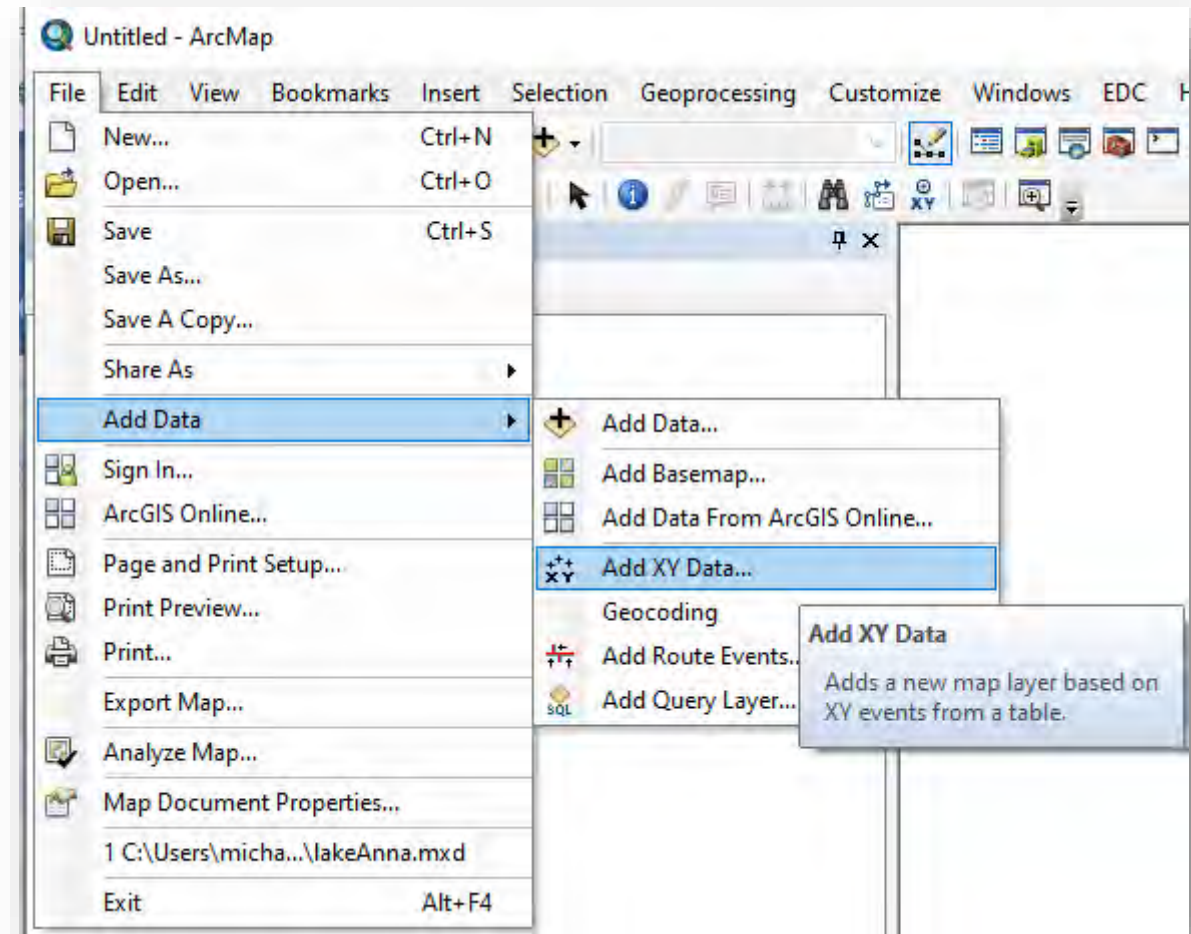 Untitled - ArcMap
File Edit View Bookmarks Insert Selection Geoprocessing Customize Windows EDC H
New... Ctrl+N
Open... Ctrl+O
XY
Save Ctrl+S
Save As...
Save A Copy...
Share As
Add Data
Add Data...
Sign In...
Add Basemap...
ArcGIS Online...
Add Data From ArcGIS Online...
Page and Print Setup...
XY
Add XY Data...
Print Preview...
Geocoding
Add XY Data
Print...
Add Route Events..
Adds a new map layer based on
XY events from a table.
Export Map...
SQL
Add Query Layer...
Analyze Map...
Map Document Properties...
1 C:\Users\micha...\lakeAnna.mxd
Exit Alt+F4